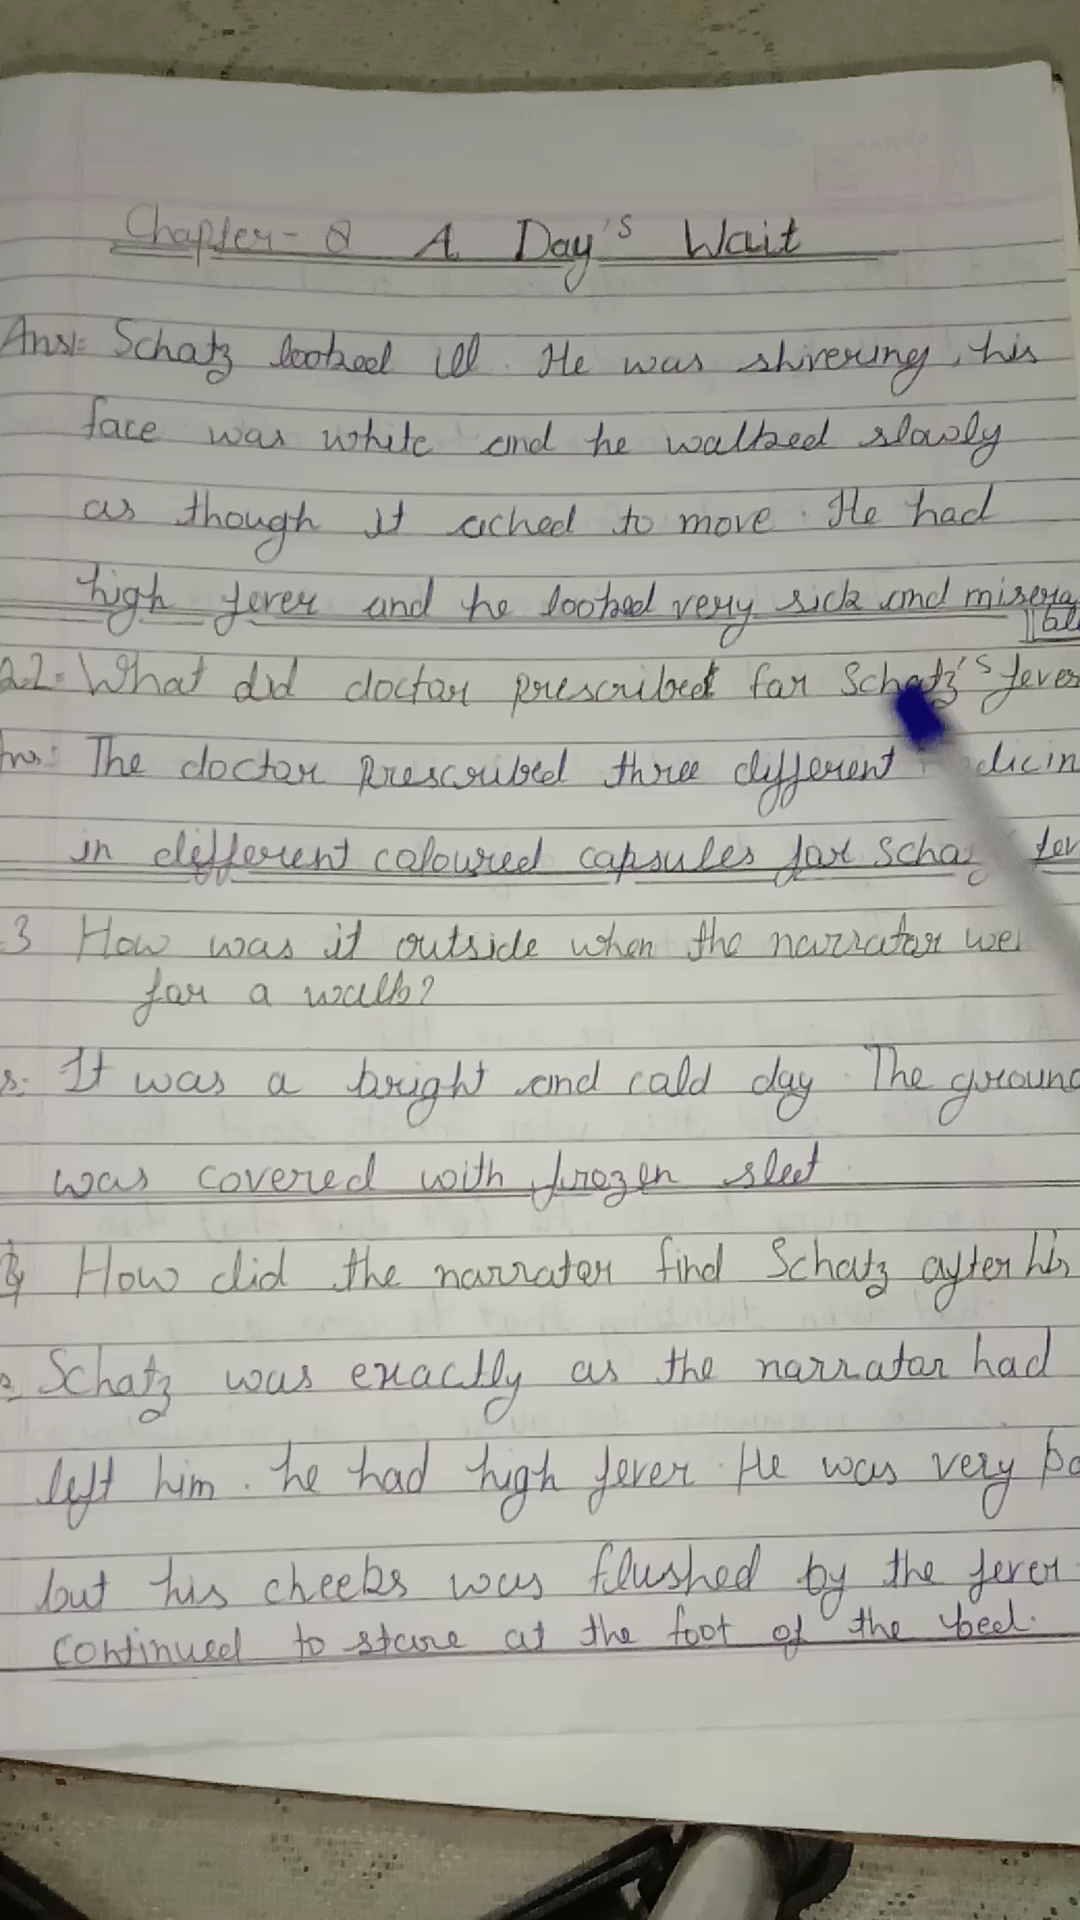 Chapter- 8 A Day's Wait
Ans1= Schatz looked ill. He was shivering, his
face was white and he walked slowly
as though it ached to move. He had
high fever and he looked very sick and misera
ble
Q2= What did doctor prescribed for Schatz's fever
Ans: The doctor Prescribed three different
in different coloured capsules for
3 How was it outside when the narrator
for a walk?
s:- It was a bright and cold day. The ground
was covered with frozen sleet.
How did the narrator find Schatz after his
Schatz was exactly as the narrator had
left him. he had high fever. He was very
but his cheeks was flushed by the fever
continued to stare at the foot of the bed.